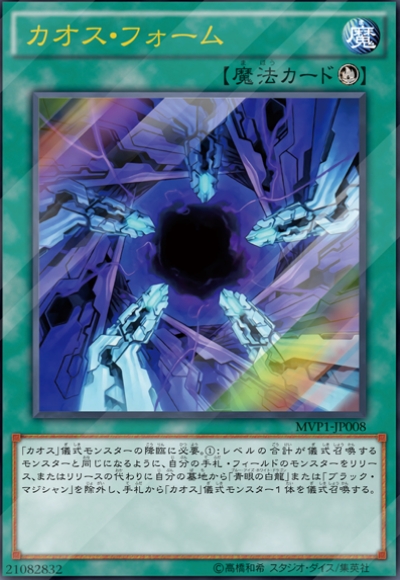 カオス・フォーム
魔
【魔法カード】
MVP1-JP008
「カオス」儀式モンスターの降臨に必要。①：レベルの合計が儀式召喚する
モンスターと同じになるように、自分の手札・フィールドのモンスターをリリー
ス、またはリリースの代わりに自分の墓地から「青眼の白龍」または「ブラック・
マジシャン」を除外し、手札から「カオス」儀式モンスター１体を儀式召喚する。
21082832
©高橋和希 スタジオ・ダイス/集英社